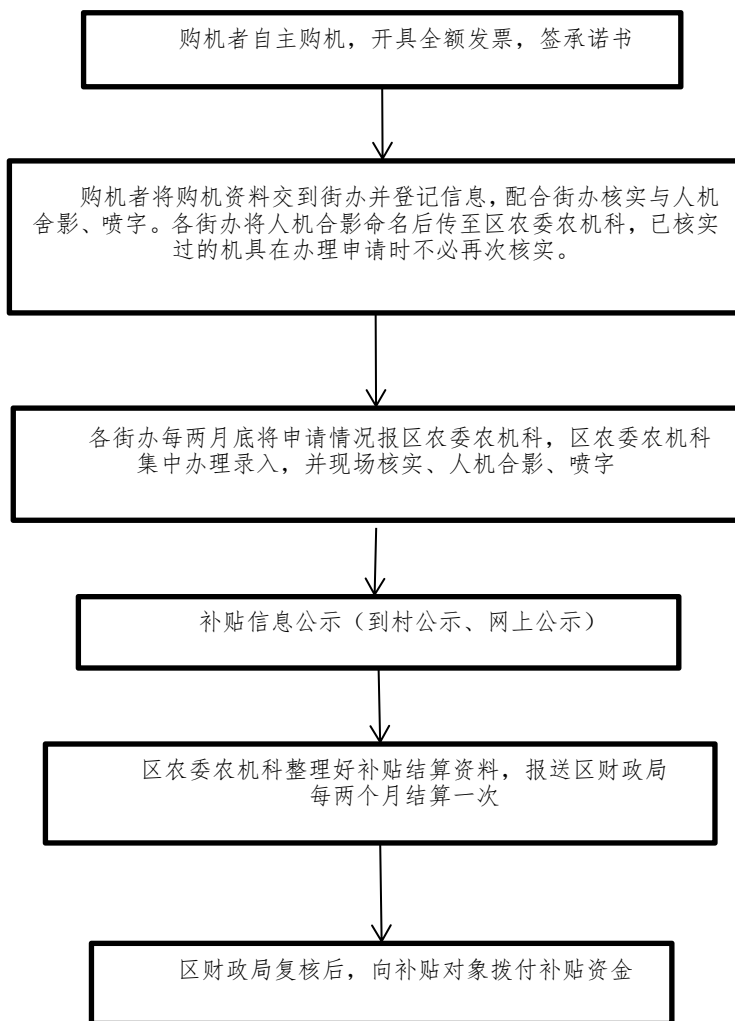 购机者自主购机，开具全额发票，签承诺书
购机者将购机资料交到街办并登记信息，配合街办核实与人机
合影、喷字。各街办将人机合影命名后传至区农委农机科，已核实
过的机具在办理申请时不必再次核实。
各街办每两月底将申请情况报区农委农机科，区农委农机科
集中办理录入，并现场核实、人机合影、喷字
补贴信息公示（到村公示、网上公示）
区农委农机科整理好补贴结算资料，报送区财政局
每两个月结算一次
区财政局复核后，向补贴对象拨付补贴资金